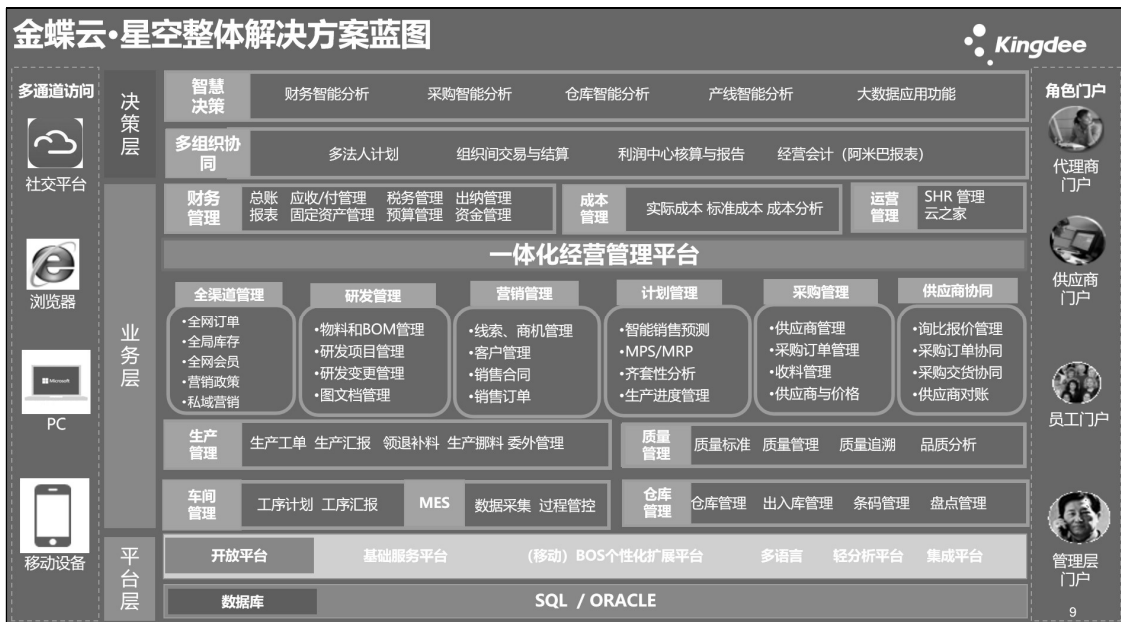 金蝶云·星空整体解决方案蓝图
Kingdee
多通道访问
社交平台
浏览器
Microsoft
PC
移动设备
决策层
智慧决策
财务智能分析 采购智能分析 仓库智能分析 产线智能分析 大数据应用功能
多组织协同
多法人计划 组织间交易与结算 利润中心核算与报告 经营会计（阿米巴报表）
业务层
财务管理
总账 应收/付管理 税务管理 出纳管理
报表 固定资产管理 预算管理 资金管理
成本管理
实际成本 标准成本 成本分析
运营管理
SHR 管理
云之家
一体化经营管理平台
全渠道管理
•全网订单
•全局库存
•全网会员
•营销政策
•私域营销
研发管理
•物料和BOM管理
•研发项目管理
•研发变更管理
•图文档管理
营销管理
•线索、商机管理
•客户管理
•销售合同
•销售订单
计划管理
•智能销售预测
•MPS/MRP
•齐套性分析
•生产进度管理
采购管理
•供应商管理
•采购订单管理
•收料管理
•供应商与价格
供应商协同
•询比报价管理
•采购订单协同
•采购交货协同
•供应商对账
生产管理
生产工单 生产汇报 领退补料 生产挪料 委外管理
质量管理
质量标准 质量管理 质量追溯 品质分析
车间管理
工序计划 工序汇报
MES
数据采集 过程管控
仓库管理
仓库管理 出入库管理 条码管理 盘点管理
平台层
开放平台
基础服务平台 （移动）BOS个性化扩展平台 多语言 轻分析平台 集成平台
数据库
SQL / ORACLE
角色门户
代理商门户
供应商门户
员工门户
管理层门户
9